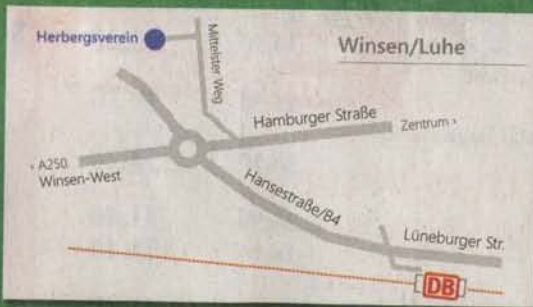 Herbergsverein
Mittelster Weg
Winsen/Luhe
Hamburger Straße
Zentrum ›
‹ A250
Winsen-West
Hansestraße/B4
Lüneburger Str.
DB